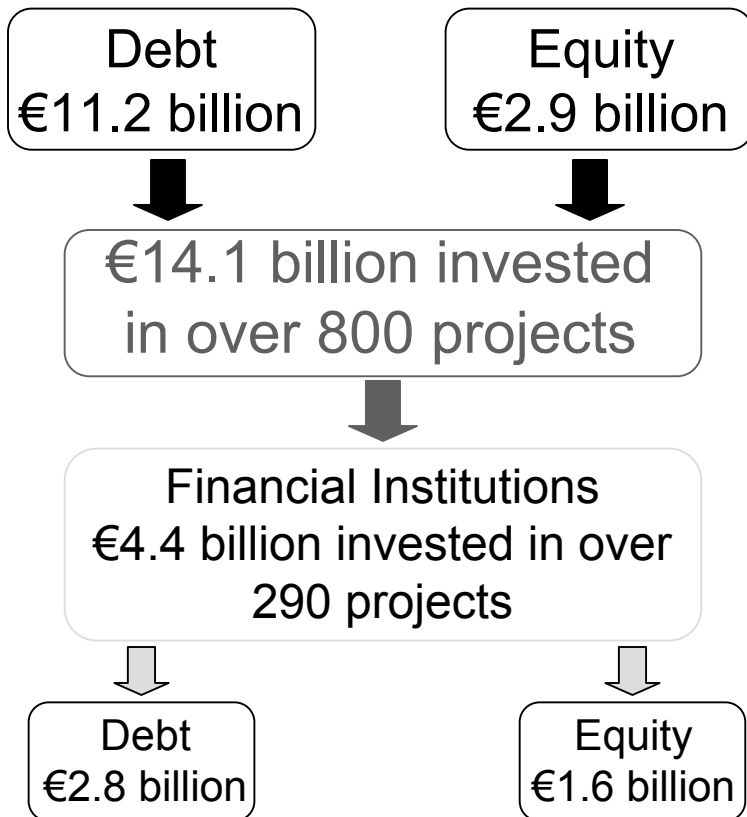 Debt
€11.2 billion
Equity
€2.9 billion
€14.1 billion invested
in over 800 projects
Financial Institutions
€4.4 billion invested in over
290 projects
Debt
€2.8 billion
Equity
€1.6 billion